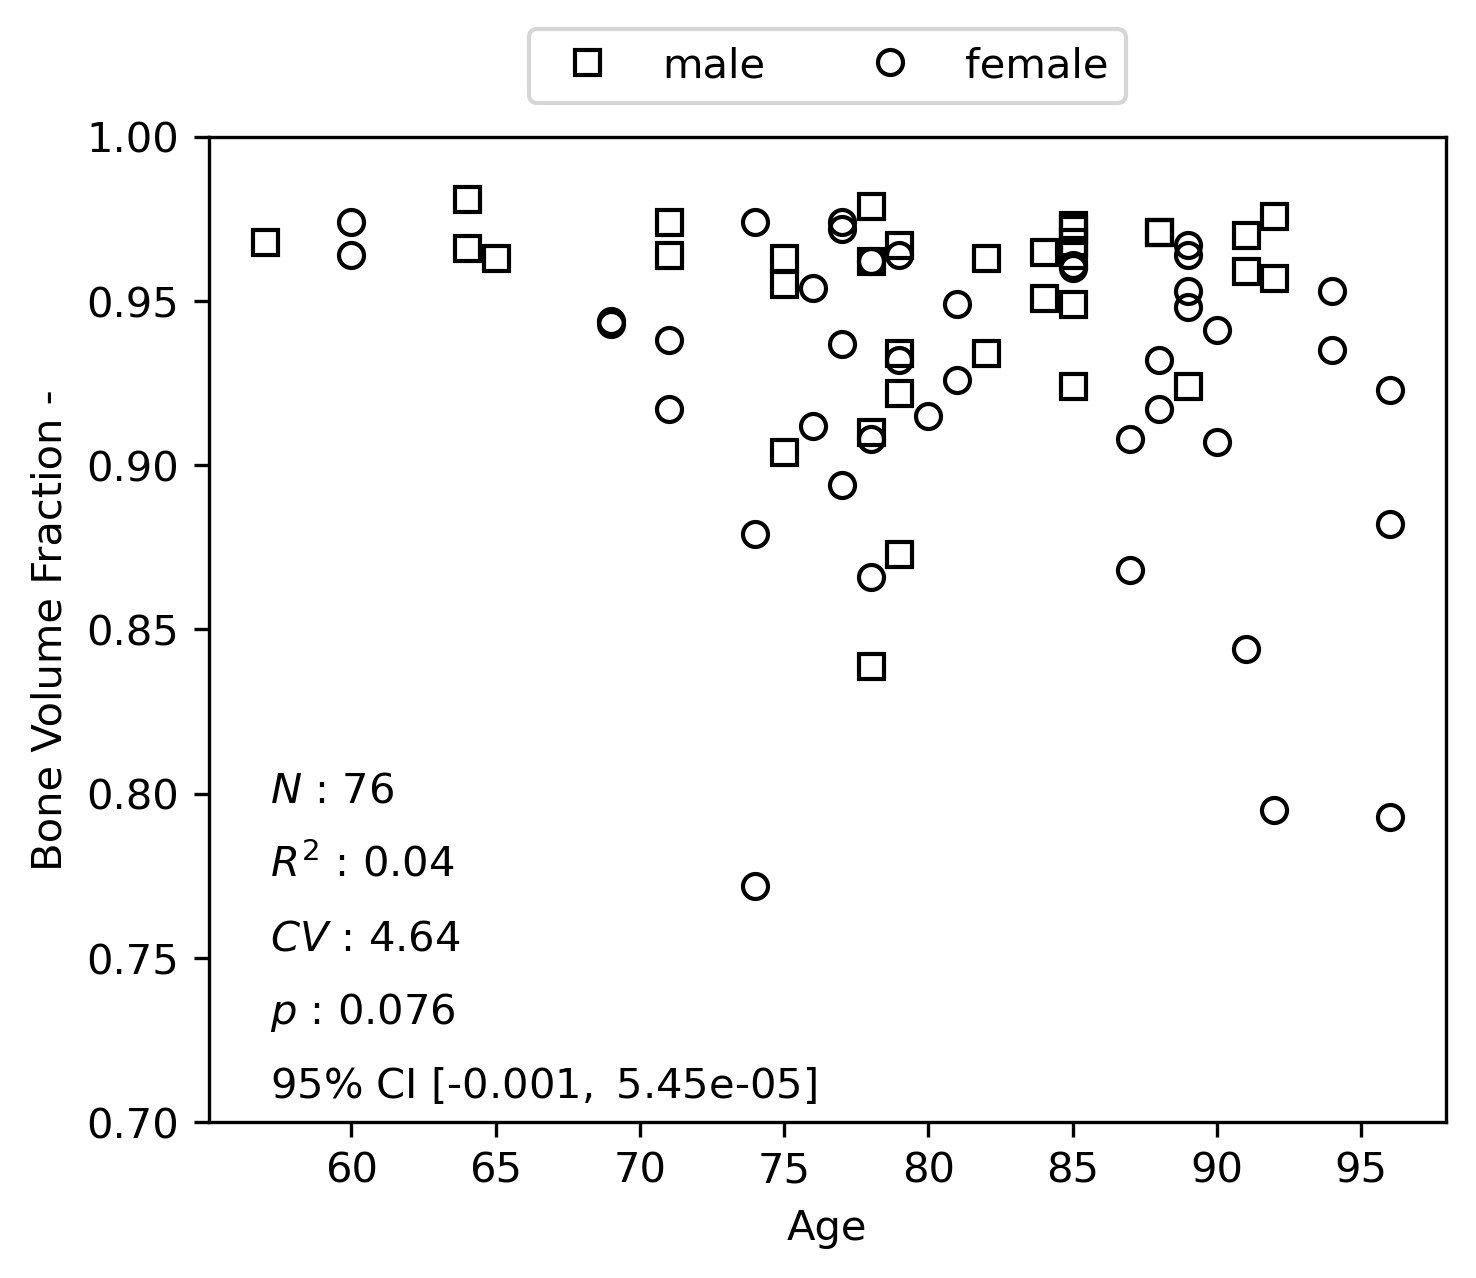 male female
1.00
0.95
0.90
0.85
0.80
0.75
0.70
Bone Volume Fraction -
N : 76
R² : 0.04
CV : 4.64
p : 0.076
95% CI [-0.001, 5.45e-05]
60 65 70 75 80 85 90 95
Age